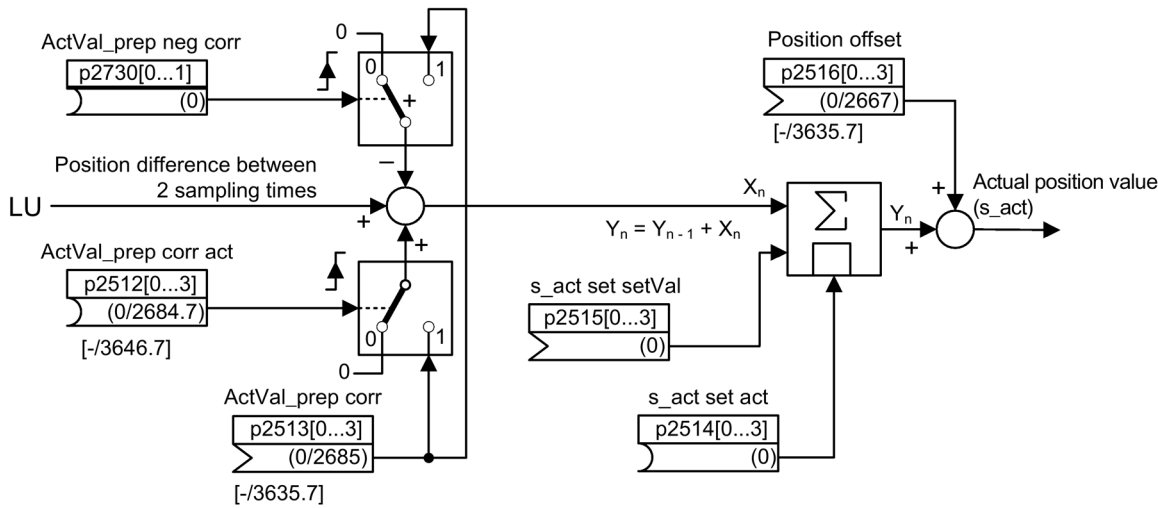 ActVal_prep neg corr
p2730[0...1]
(0)
0
0
1
+
–
Position offset
p2516[0...3]
(0/2667)
[-/3635.7]
+
Position difference between
2 sampling times
LU
+
Xn
Yn = Yn - 1 + Xn
Σ
Yn
+
Actual position value
(s_act)
ActVal_prep corr act
p2512[0...3]
(0/2684.7)
[-/3646.7]
+
0
1
0
s_act set setVal
p2515[0...3]
(0)
ActVal_prep corr
p2513[0...3]
(0/2685)
[-/3635.7]
s_act set act
p2514[0...3]
(0)